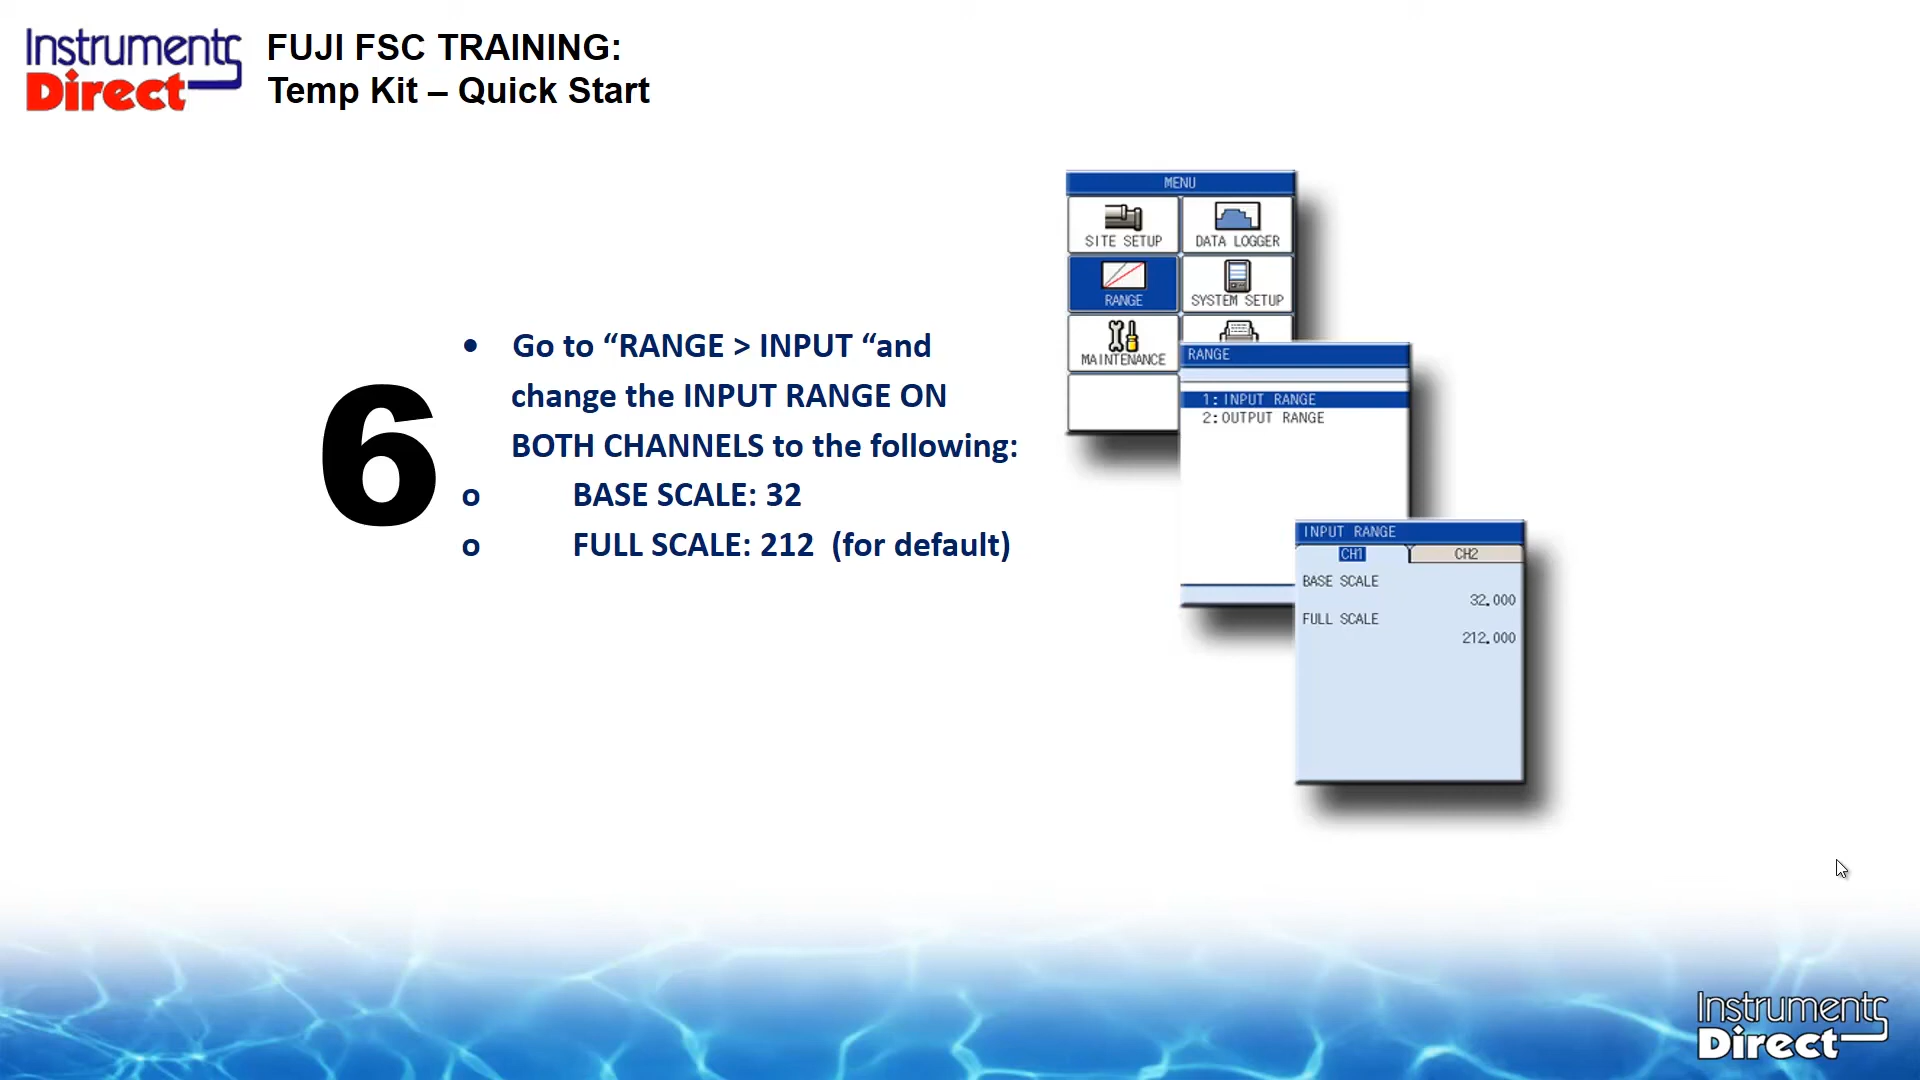 Instruments
Direct
FUJI FSC TRAINING:
Temp Kit – Quick Start
6
• Go to “RANGE > INPUT “and
change the INPUT RANGE ON
BOTH CHANNELS to the following:
o BASE SCALE: 32
o FULL SCALE: 212 (for default)
MENU
SITE SETUP
DATA LOGGER
RANGE
SYSTEM SETUP
MAINTENANCE
RANGE
1:INPUT RANGE
2:OUTPUT RANGE
INPUT RANGE
CH1
CH2
BASE SCALE
32.000
FULL SCALE
212.000
Instruments
Direct